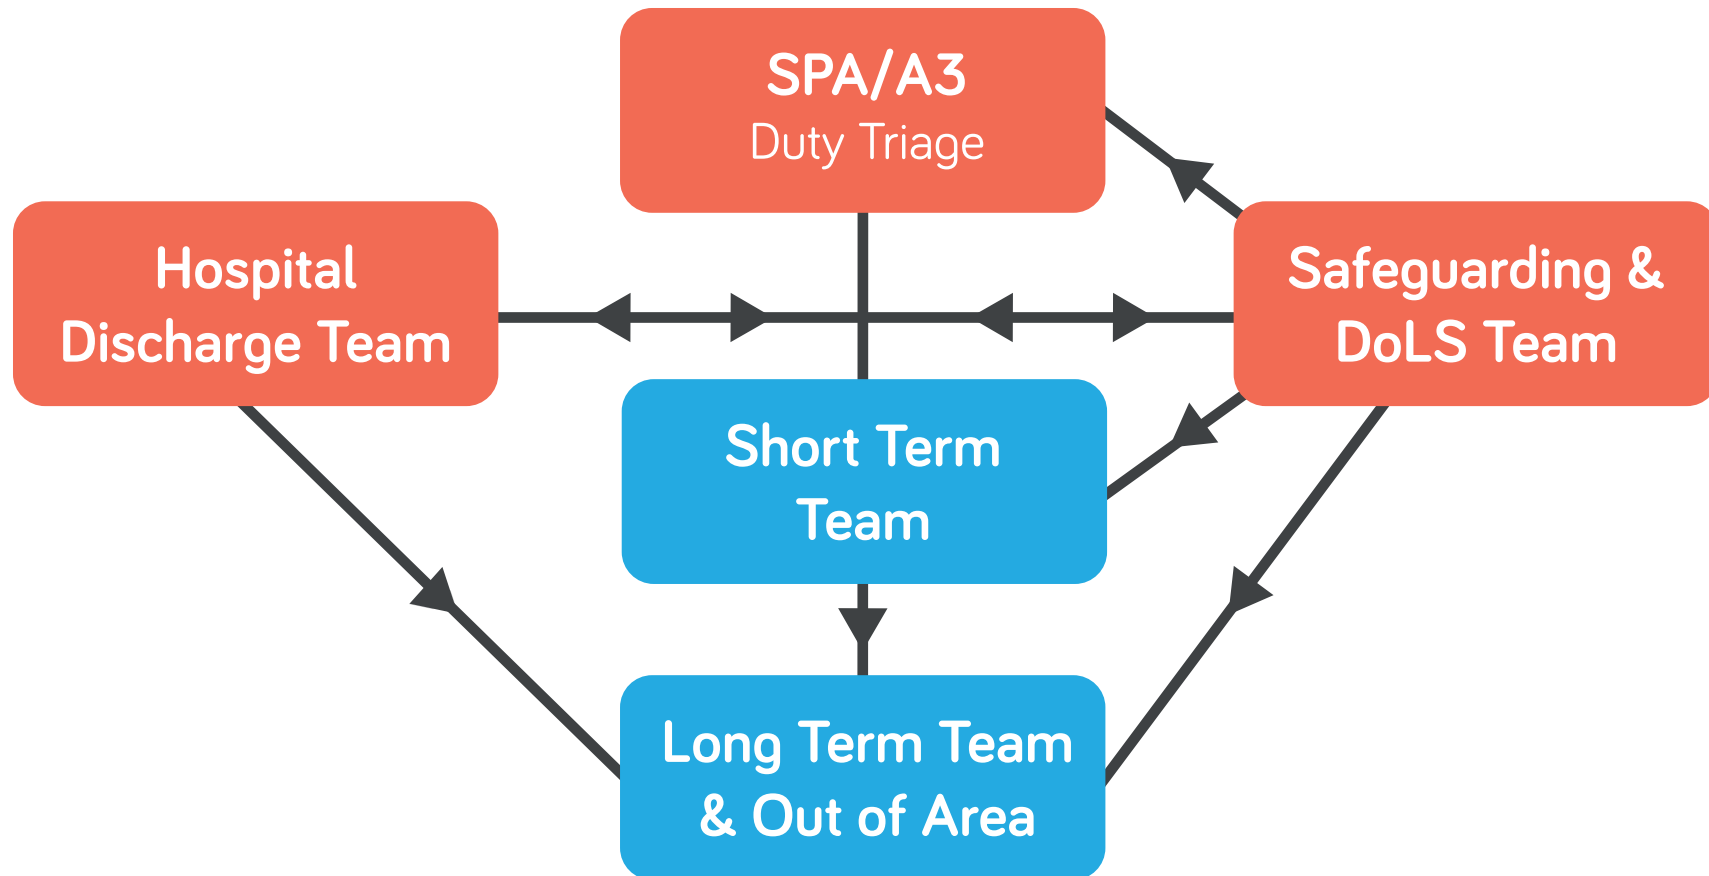 SPA/A3
Duty Triage
Hospital
Discharge Team
Safeguarding &
DoLS Team
Short Term
Team
Long Term Team
& Out of Area